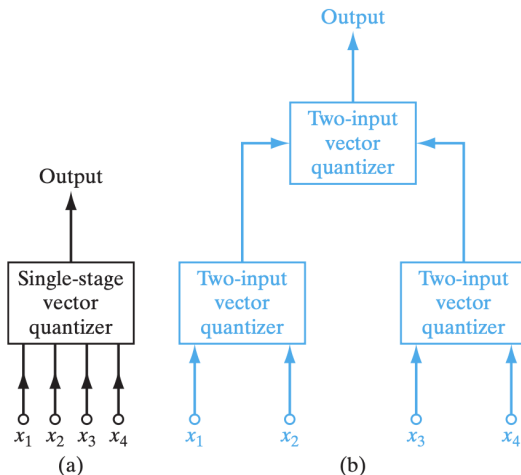 Output
Two-input
vector
quantizer
Output
Single-stage
vector
quantizer
Two-input
vector
quantizer
Two-input
vector
quantizer
x1 x2 x3 x4
x1 x2 x3 x4
(a) (b)